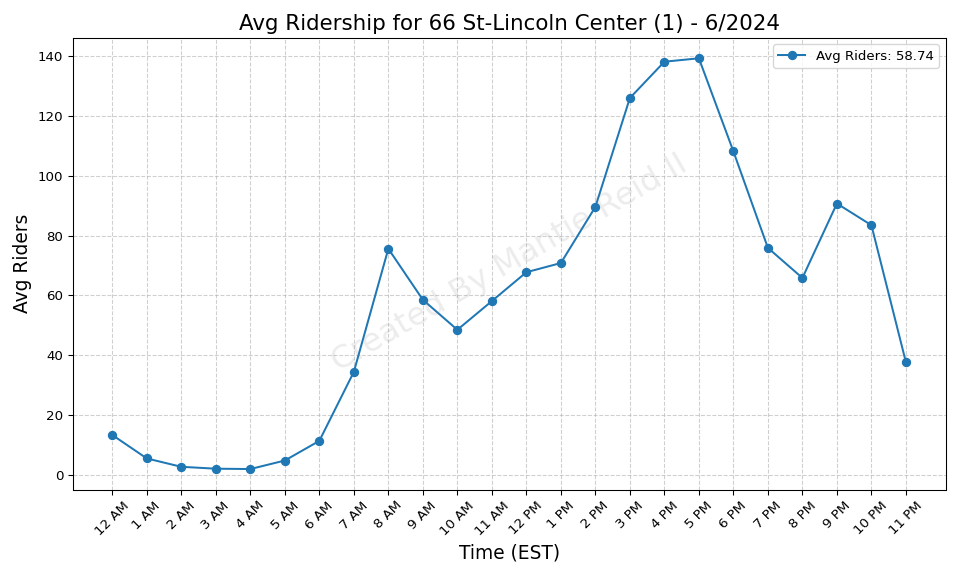 Avg Ridership for 66 St-Lincoln Center (1) - 6/2024
Avg Riders: 58.74
140
120
100
80
60
40
20
0
Avg Riders
Created By Mantie Reid II
12 AM
1 AM
2 AM
3 AM
4 AM
5 AM
6 AM
7 AM
8 AM
9 AM
10 AM
11 AM
12 PM
1 PM
2 PM
3 PM
4 PM
5 PM
6 PM
7 PM
8 PM
9 PM
10 PM
11 PM
Time (EST)